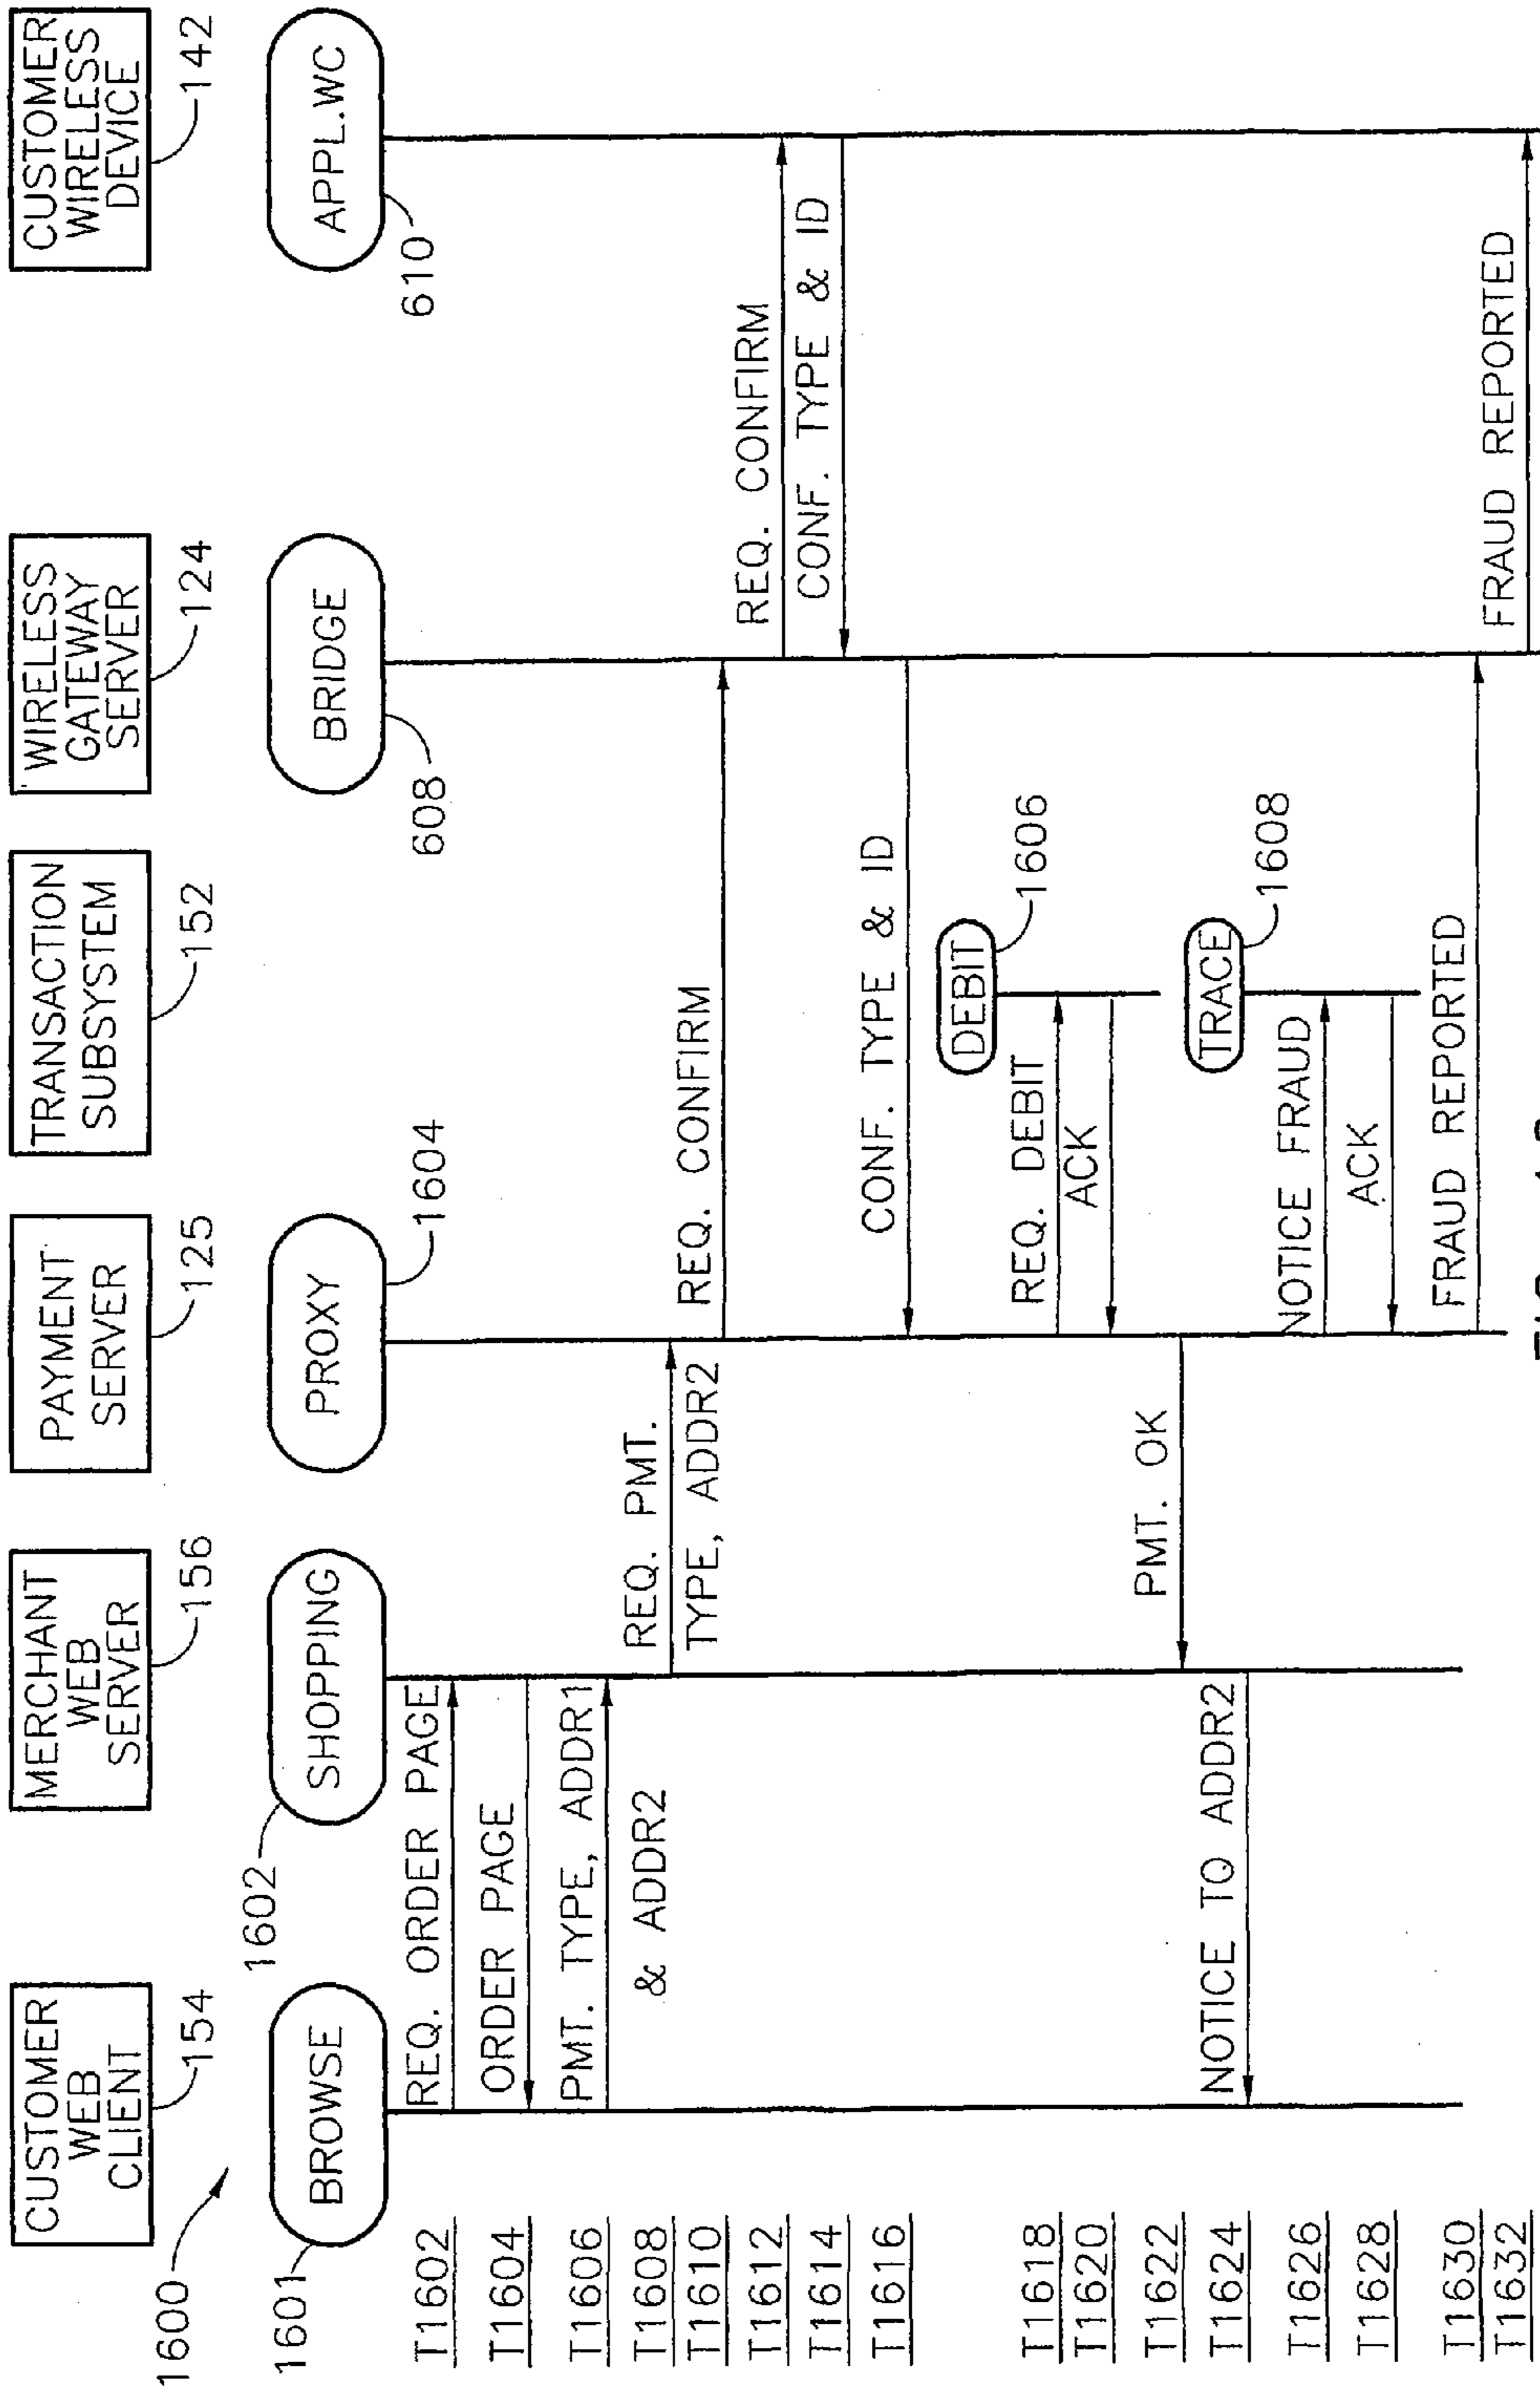 CUSTOMER
WEB
CLIENT
154
MERCHANT
WEB
SERVER
156
PAYMENT
SERVER
125
TRANSACTION
SUBSYSTEM
152
WIRELESS
GATEWAY
SERVER
124
CUSTOMER
WIRELESS
DEVICE
142
1600
1601
BROWSE
1602
SHOPPING
PROXY
1604
BRIDGE
608
APPL.WC
610
T1602
REQ. ORDER PAGE
T1604
ORDER PAGE
T1606
PMT. TYPE, ADDR1
& ADDR2
T1608
REQ. PMT.
TYPE, ADDR2
T1610
REQ. CONFIRM
T1612
REQ. CONFIRM
T1614
CONF. TYPE & ID
T1616
CONF. TYPE & ID
DEBIT
1606
T1618
REQ. DEBIT
T1620
ACK
T1622
PMT. OK
TRACE
1608
T1624
NOTICE TO ADDR2
T1626
NOTICE FRAUD
T1628
ACK
T1630
FRAUD REPORTED
T1632
FRAUD REPORTED